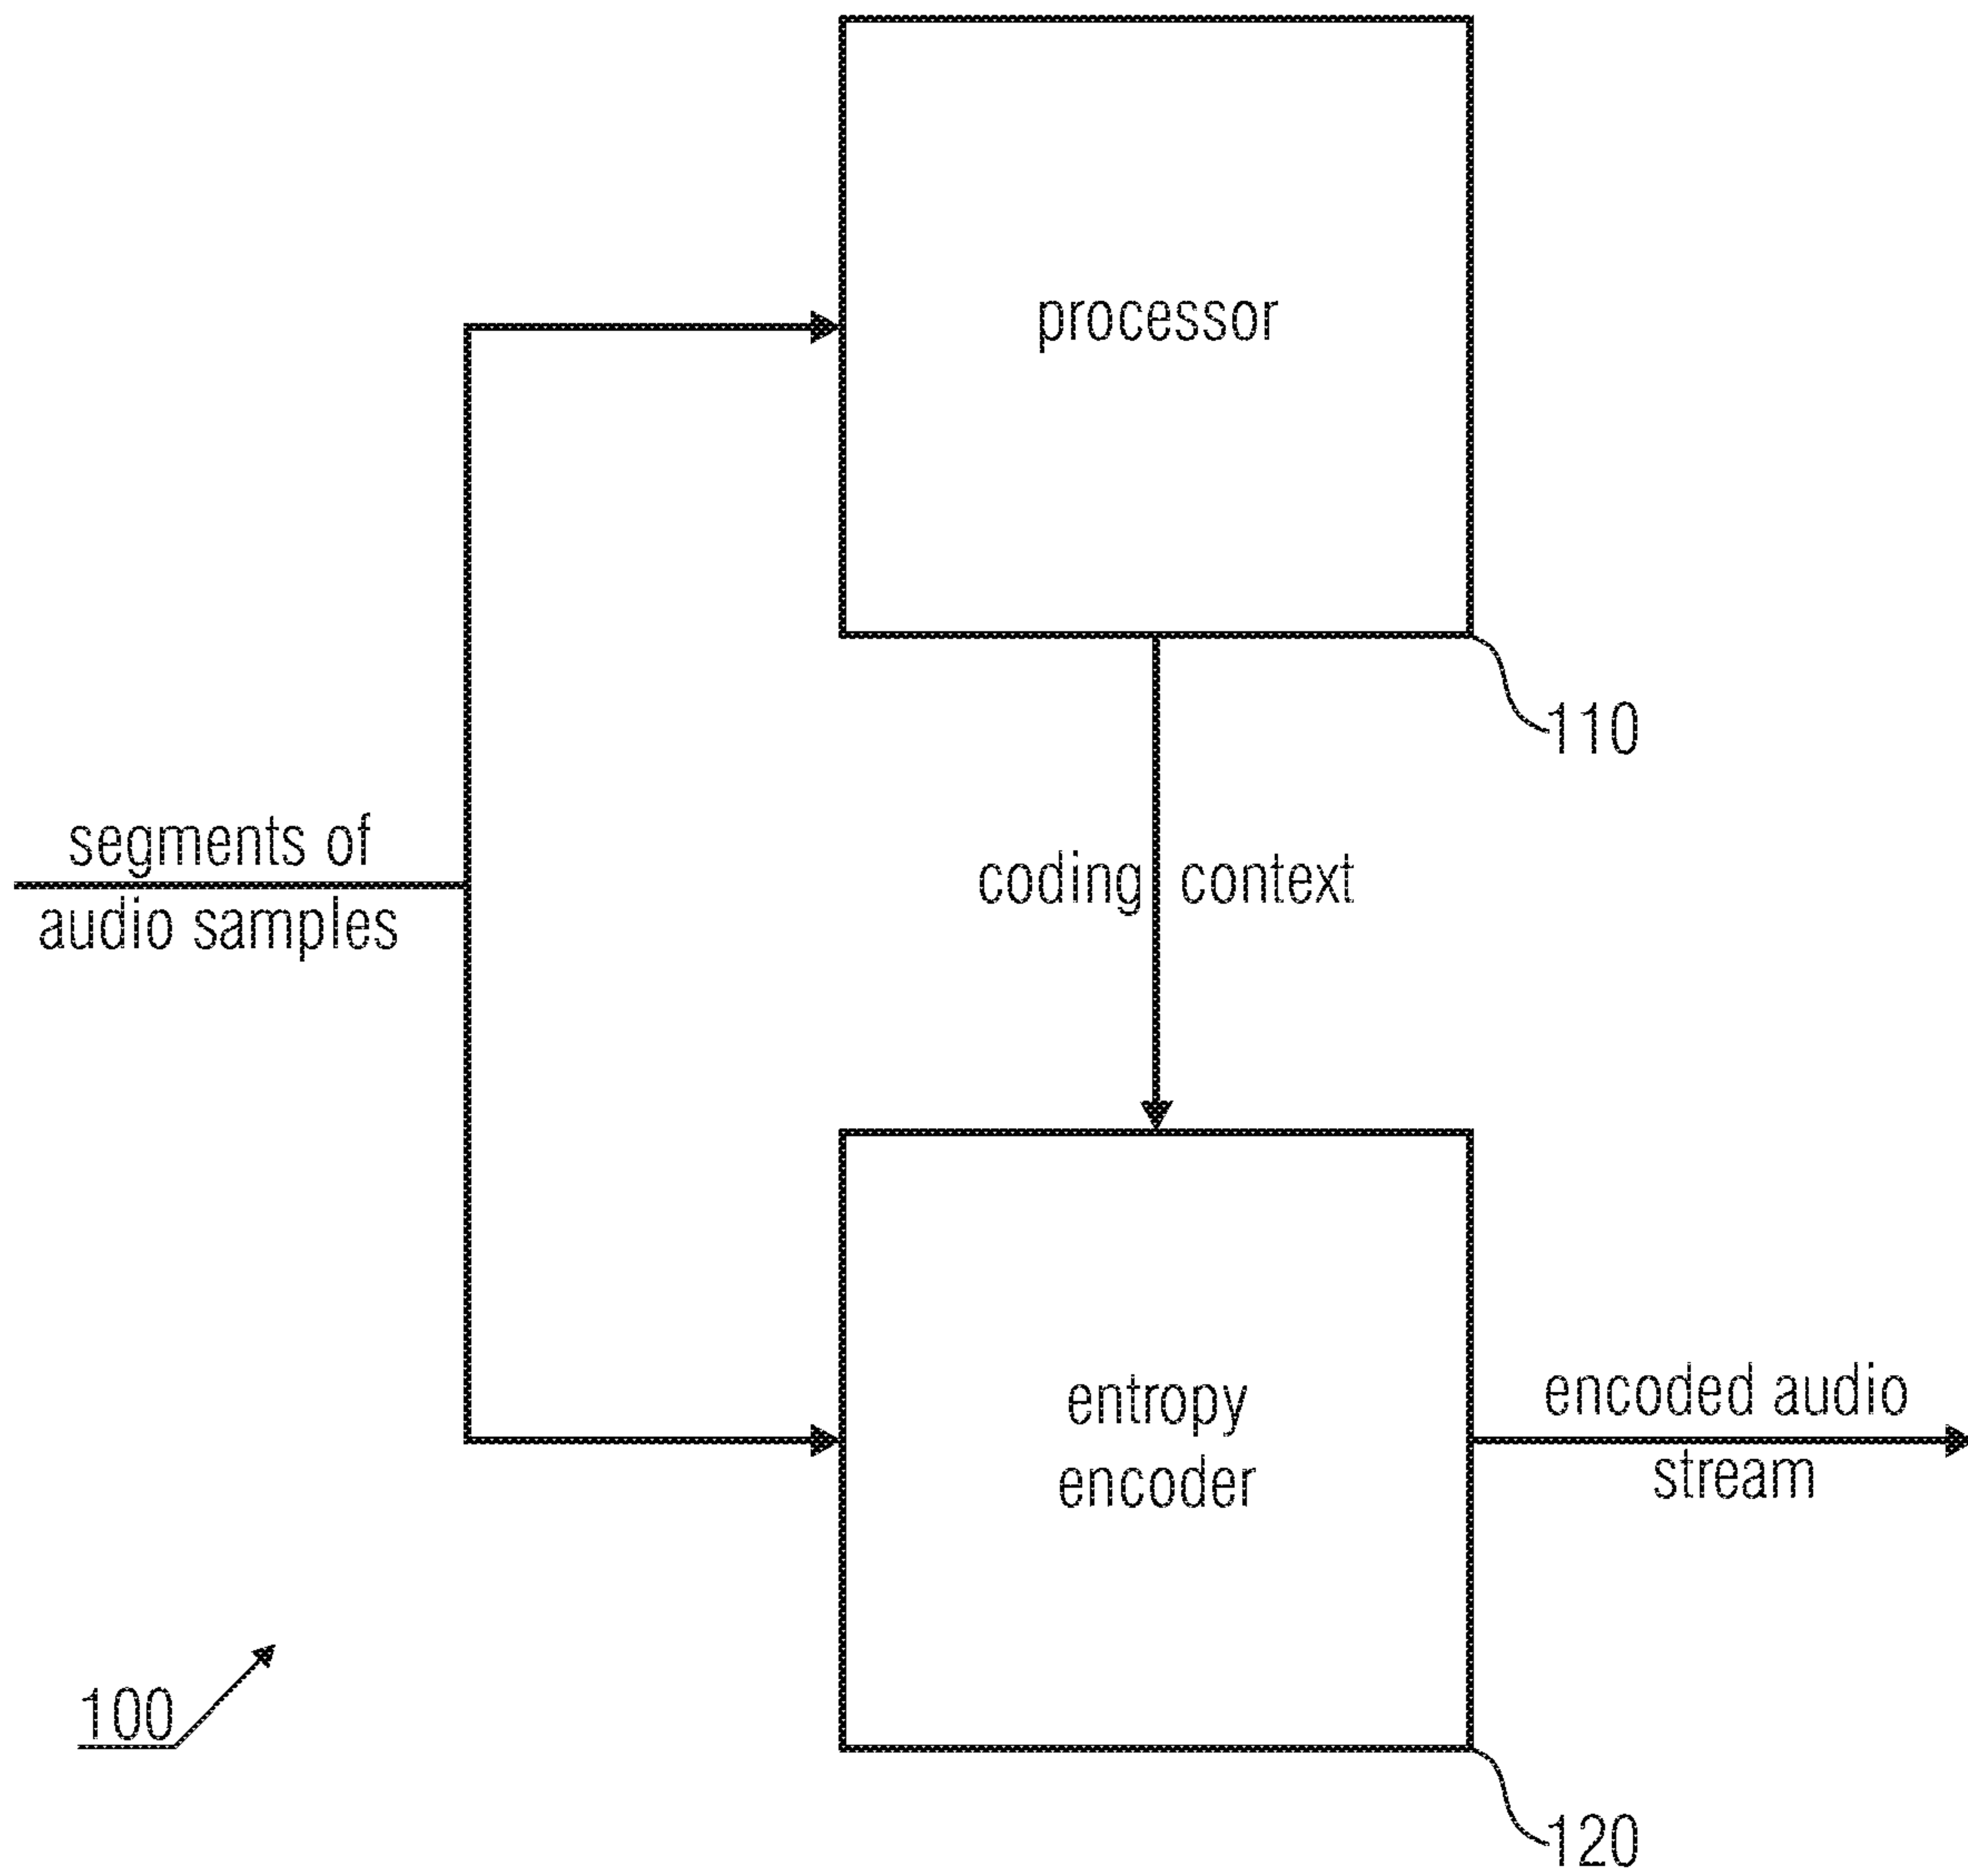 processor
110
segments of
audio samples
coding context
entropy
encoder
encoded audio
stream
100
120